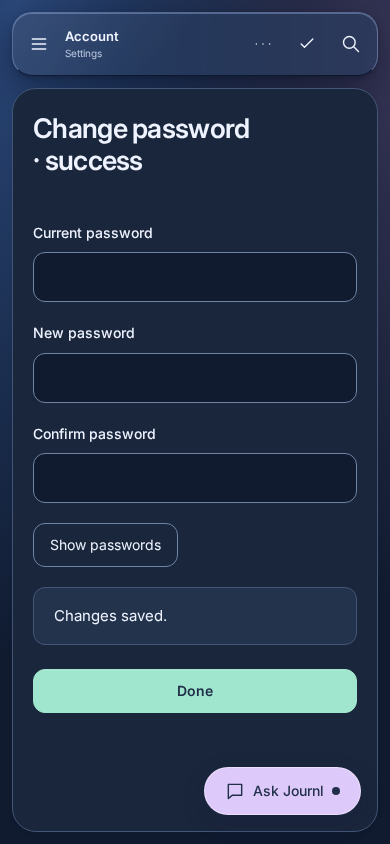 Account
Settings
...
Change password
· success
Current password
New password
Confirm password
Show passwords
Changes saved.
Done
Ask Journl